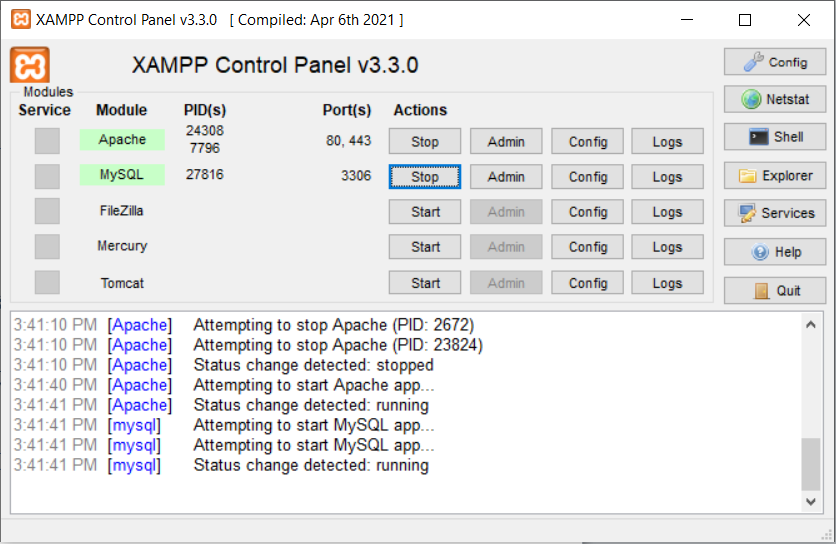 XAMPP Control Panel v3.3.0 [ Compiled: Apr 6th 2021 ]
XAMPP Control Panel v3.3.0
Config
Modules
Service Module PID(s) Port(s) Actions
Netstat
Apache 24308 7796 80, 443 Stop Admin Config Logs
Shell
MySQL 27816 3306 Stop Admin Config Logs
Explorer
FileZilla Start Admin Config Logs
Services
Mercury Start Admin Config Logs
Help
Tomcat Start Admin Config Logs
Quit
3:41:10 PM [Apache] Attempting to stop Apache (PID: 2672)
3:41:10 PM [Apache] Attempting to stop Apache (PID: 23824)
3:41:10 PM [Apache] Status change detected: stopped
3:41:40 PM [Apache] Attempting to start Apache app...
3:41:41 PM [Apache] Status change detected: running
3:41:41 PM [mysql] Attempting to start MySQL app...
3:41:41 PM [mysql] Attempting to start MySQL app...
3:41:41 PM [mysql] Status change detected: running